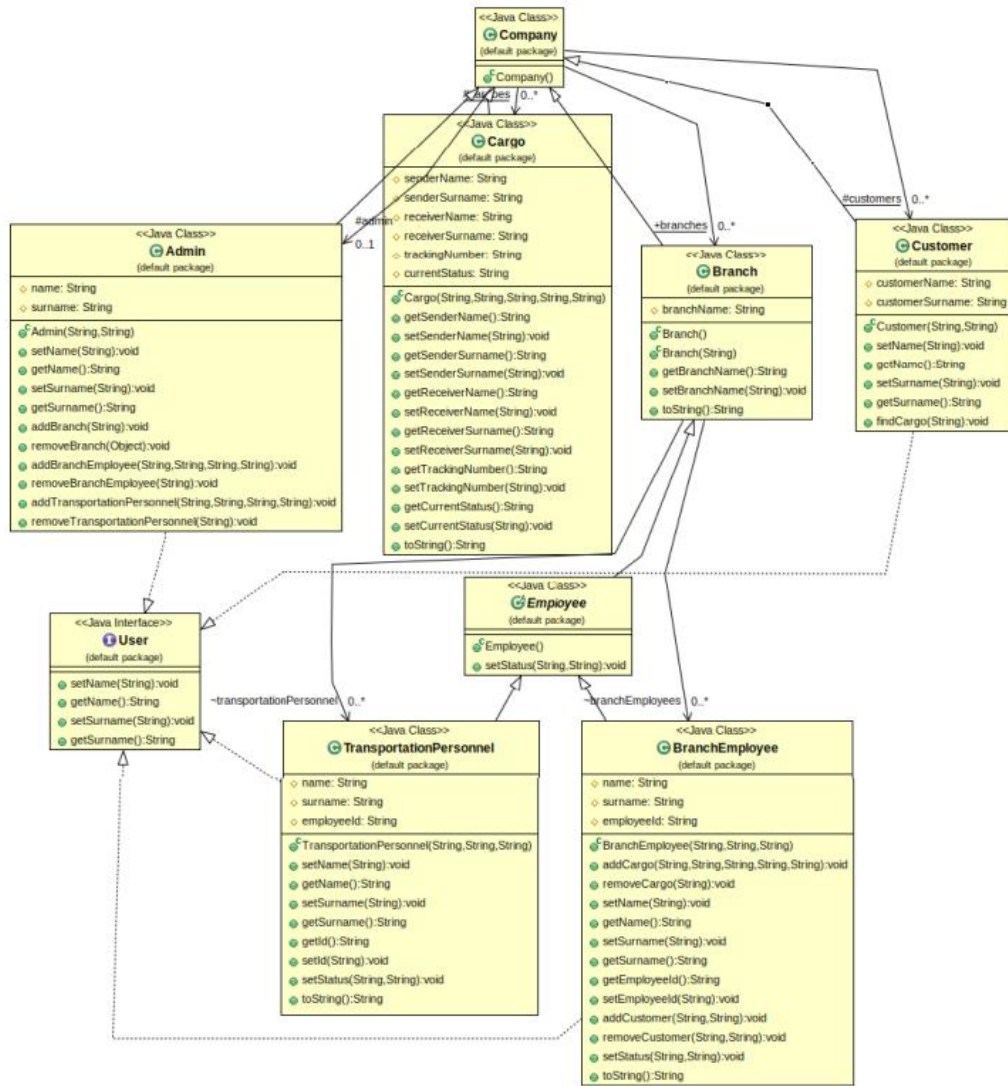 <<Java Class>>
Company
(default package)
Company()
0..*
<<Java Class>>
Cargo
(default package)
senderName: String
senderSurname: String
receiverName: String
receiverSurname: String
trackingNumber: String
currentStatus: String
Cargo(String,String,String,String,String)
getSenderName():String
setSenderName(String):void
getSenderSurname():String
setSenderSurname(String):void
getReceiverName():String
setReceiverName(String):void
getReceiverSurname():String
setReceiverSurname(String):void
getTrackingNumber():String
setTrackingNumber(String):void
getCurrentStatus():String
setCurrentStatus(String):void
toString():String
#admin
0..1
<<Java Class>>
Admin
(default package)
name: String
surname: String
Admin(String,String)
setName(String):void
getName():String
setSurname(String):void
getSurname():String
addBranch(String):void
removeBranch(Object):void
addBranchEmployee(String,String,String,String):void
removeBranchEmployee(String):void
addTransportationPersonnel(String,String,String,String):void
removeTransportationPersonnel(String):void
+branches
0..*
<<Java Class>>
Branch
(default package)
branchName: String
Branch()
Branch(String)
getBranchName():String
setBranchName(String):void
toString():String
#customers
0..*
<<Java Class>>
Customer
(default package)
customerName: String
customerSurname: String
Customer(String,String)
setName(String):void
getName():String
setSurname(String):void
getSurname():String
findCargo(String):void
<<Java Interface>>
User
(default package)
setName(String):void
getName():String
setSurname(String):void
getSurname():String
<<Java Class>>
Employee
(default package)
Employee()
setStatus(String,String):void
~transportationPersonnel
0..*
<<Java Class>>
TransportationPersonnel
(default package)
name: String
surname: String
employeeId: String
TransportationPersonnel(String,String,String)
setName(String):void
getName():String
setSurname(String):void
getSurname():String
getId():String
setId(String):void
setStatus(String,String):void
toString():String
~branchEmployees
0..*
<<Java Class>>
BranchEmployee
(default package)
name: String
surname: String
employeeId: String
BranchEmployee(String,String,String)
addCargo(String,String,String,String,String):void
removeCargo(String):void
setName(String):void
getName():String
setSurname(String):void
getSurname():String
getEmployeeId():String
setEmployeeId(String):void
addCustomer(String,String):void
removeCustomer(String,String):void
setStatus(String,String):void
toString():String